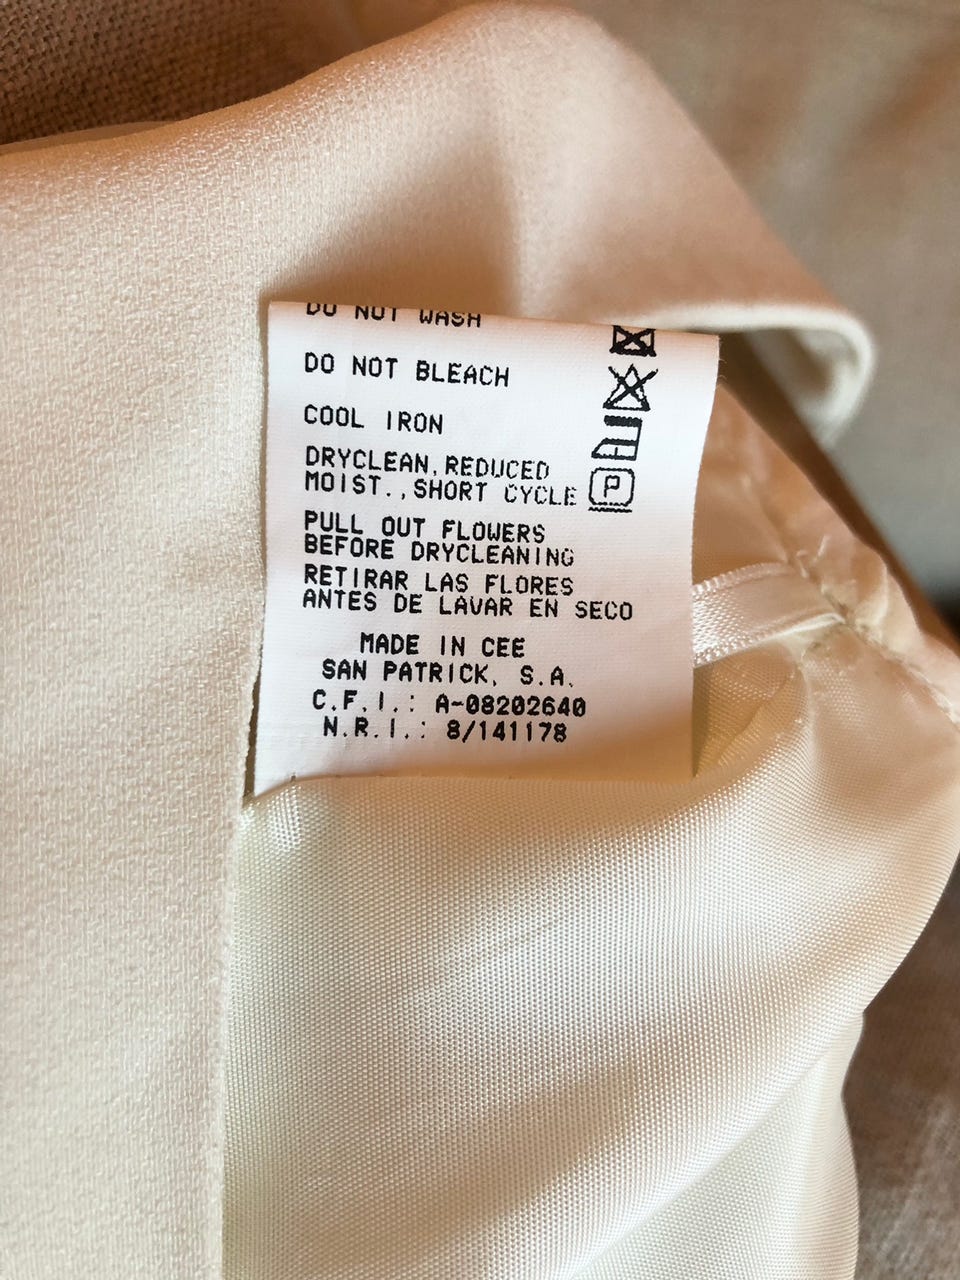 DO NOT WASH
DO NOT BLEACH
COOL IRON
DRYCLEAN, REDUCED
MOIST., SHORT CYCLE
P
PULL OUT FLOWERS
BEFORE DRYCLEANING
RETIRAR LAS FLORES
ANTES DE LAVAR EN SECO
MADE IN CEE
SAN PATRICK, S.A.
C.F.I.: A-08202640
N.R.I.: 8/141178